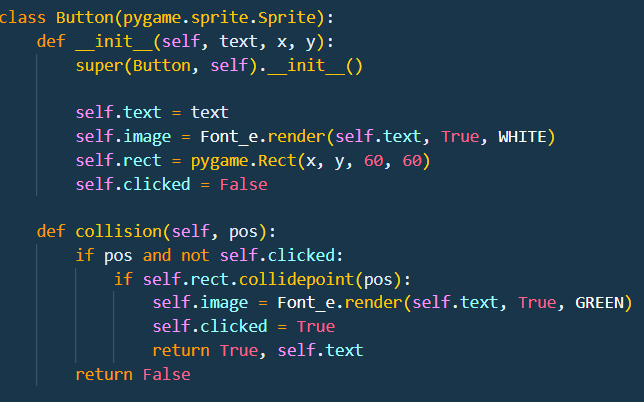 class Button(pygame.sprite.Sprite):
    def __init__(self, text, x, y):
        super(Button, self).__init__()

        self.text = text
        self.image = Font_e.render(self.text, True, WHITE)
        self.rect = pygame.Rect(x, y, 60, 60)
        self.clicked = False

    def collision(self, pos):
        if pos and not self.clicked:
            if self.rect.collidepoint(pos):
                self.image = Font_e.render(self.text, True, GREEN)
                self.clicked = True
                return True, self.text
        return False